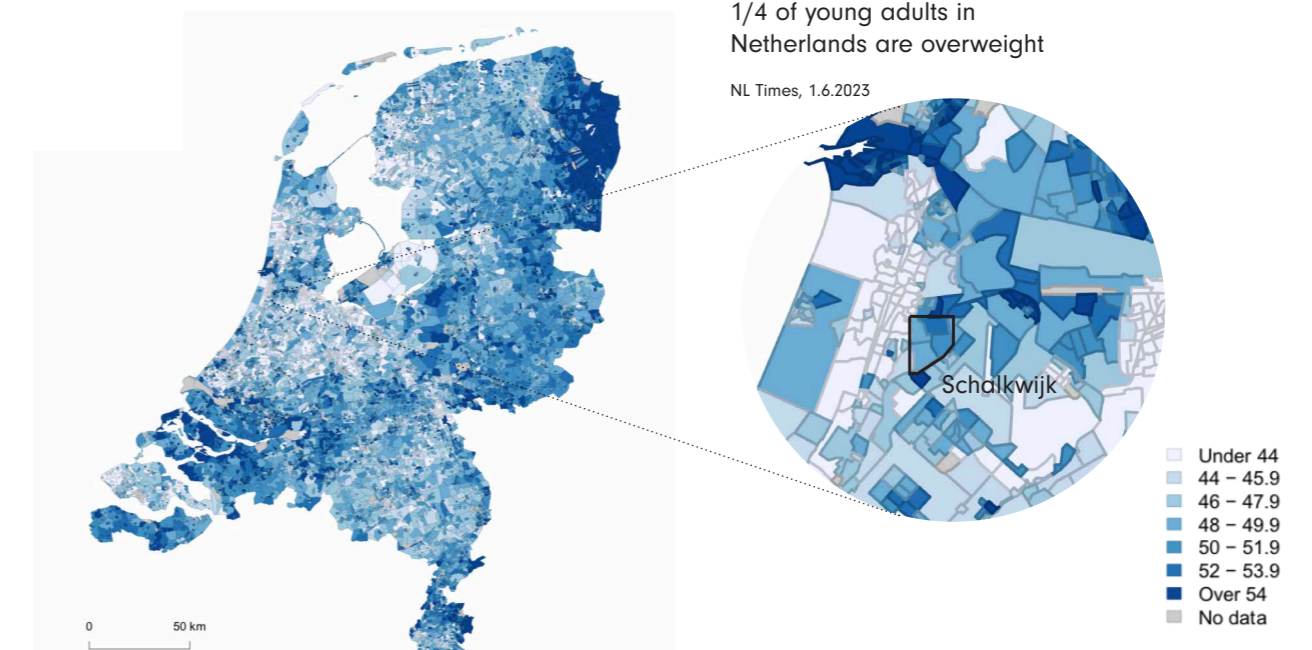 1/4 of young adults in
Netherlands are overweight
NL Times, 1.6.2023
Schalkwijk
Under 44
44 – 45.9
46 – 47.9
48 – 49.9
50 – 51.9
52 – 53.9
Over 54
No data
0 50 km